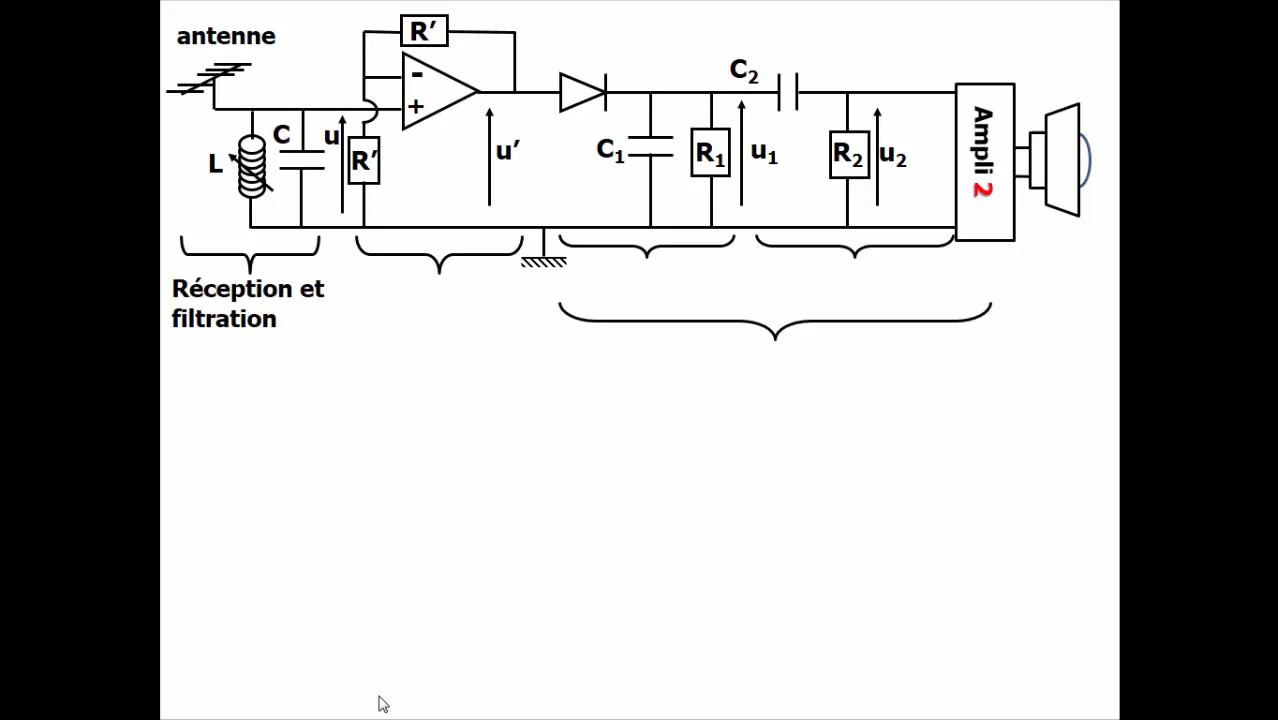 antenne
R’
-
+
C₂
L
C
u
R’
u’
C₁
R₁
u₁
R₂
u₂
Ampli 2
Réception et
filtration